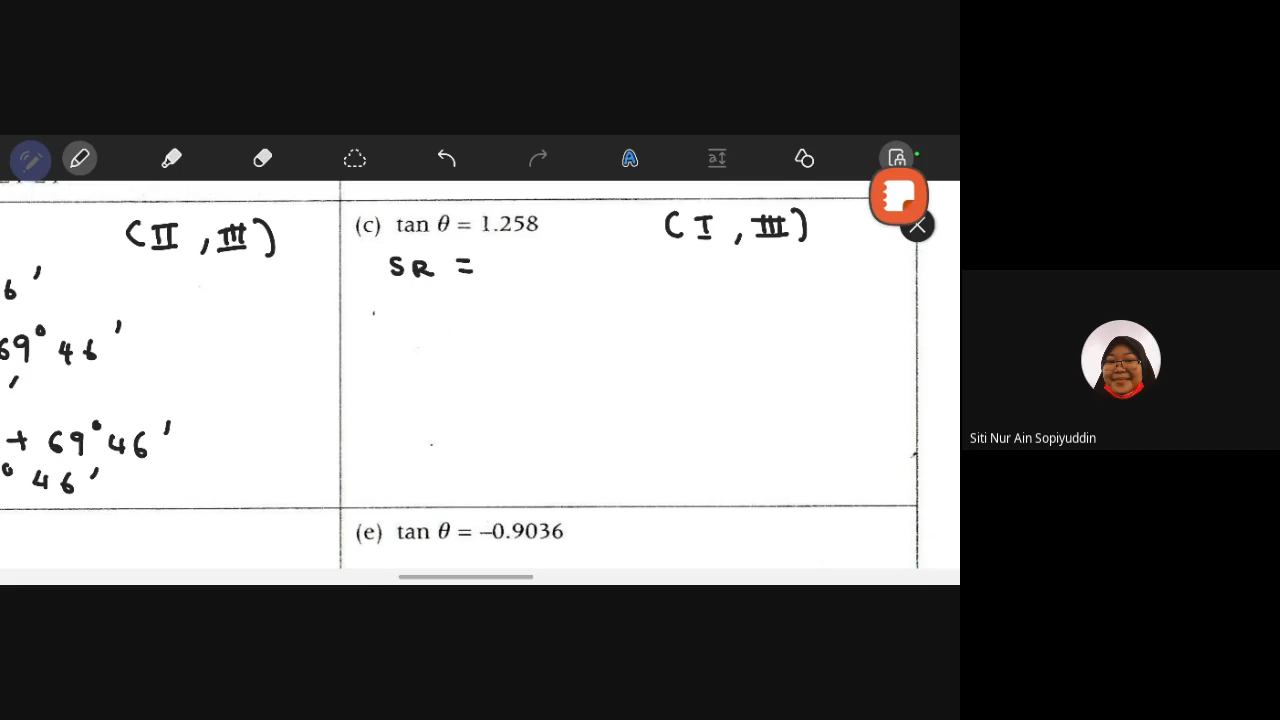 (II, III)
6'
69° 46'
'
+ 69° 46'
° 46'
(c) tan θ = 1.258 (I, III)
SR =
(e) tan θ = –0.9036
Siti Nur Ain Sopiyuddin